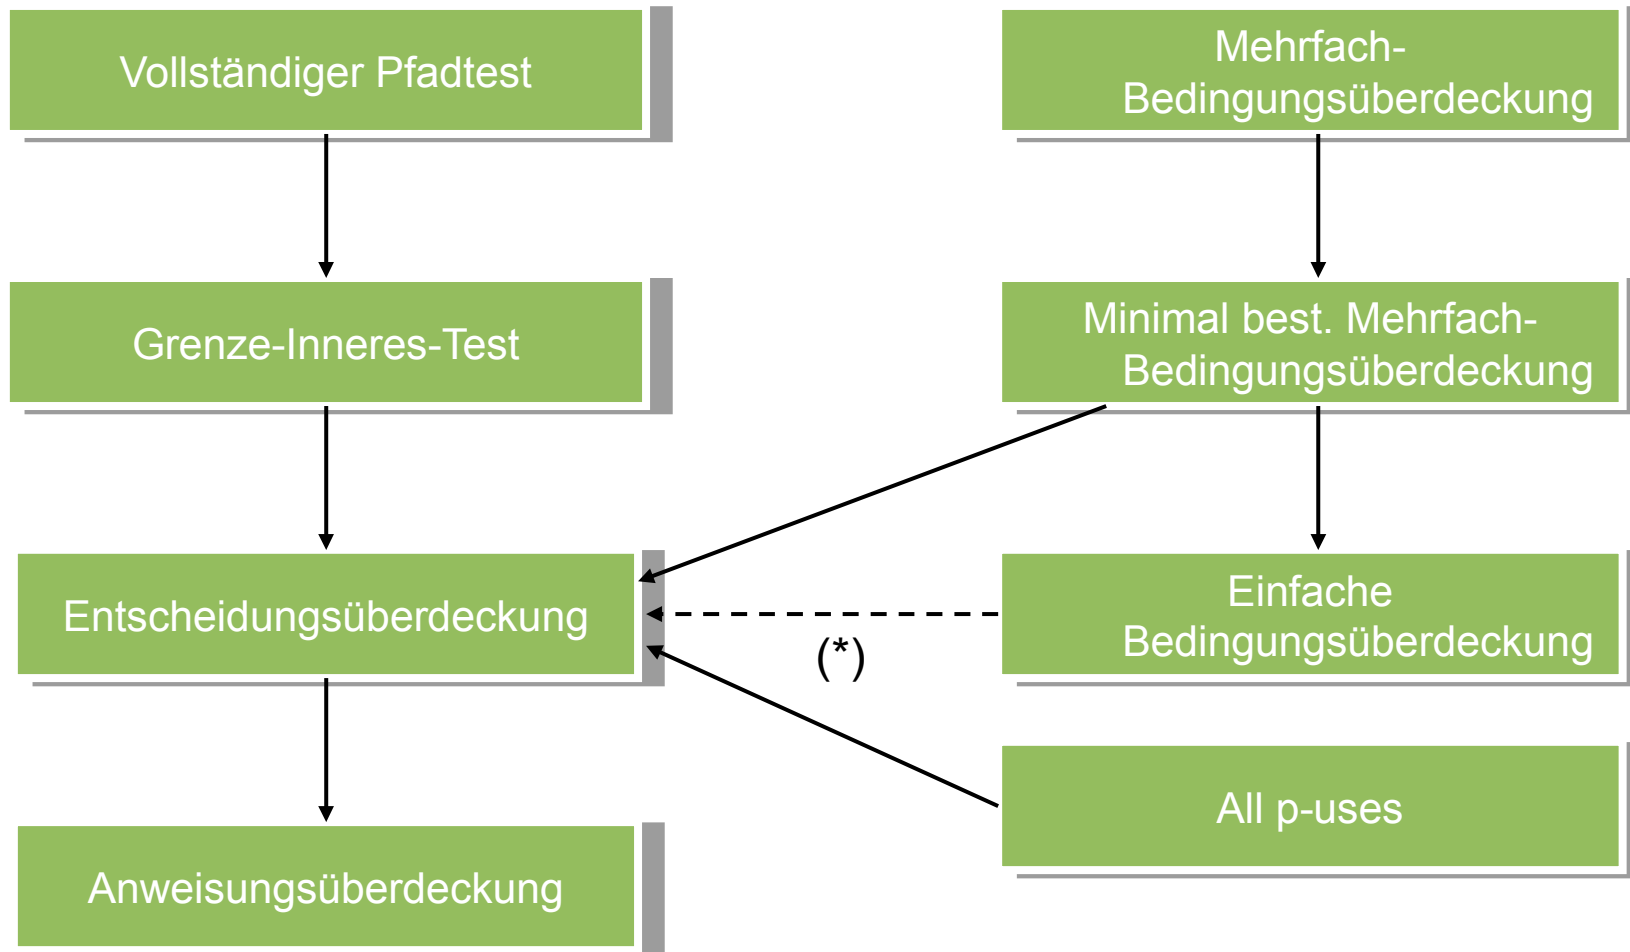 Vollständiger Pfadtest
Mehrfach-
Bedingungsüberdeckung
Grenze-Inneres-Test
Minimal best. Mehrfach-
Bedingungsüberdeckung
Entscheidungsüberdeckung
(*)
Einfache
Bedingungsüberdeckung
All p-uses
Anweisungsüberdeckung